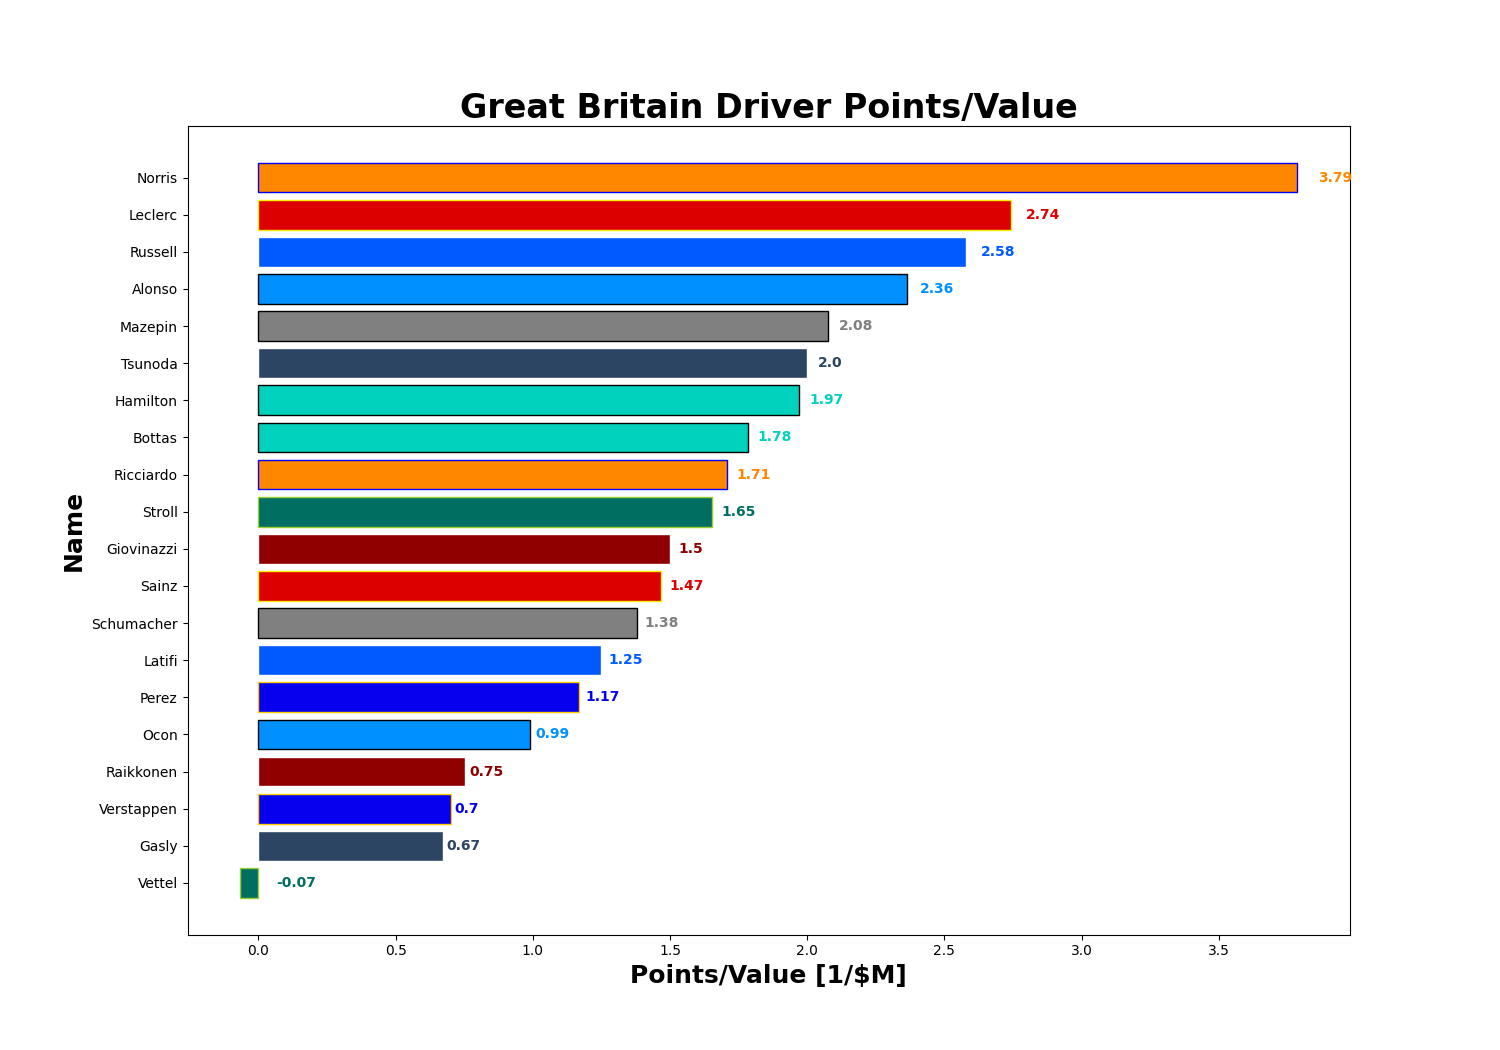 Great Britain Driver Points/Value
Name
Norris 3.79
Leclerc 2.74
Russell 2.58
Alonso 2.36
Mazepin 2.08
Tsunoda 2.0
Hamilton 1.97
Bottas 1.78
Ricciardo 1.71
Stroll 1.65
Giovinazzi 1.5
Sainz 1.47
Schumacher 1.38
Latifi 1.25
Perez 1.17
Ocon 0.99
Raikkonen 0.75
Verstappen 0.7
Gasly 0.67
Vettel -0.07
0.0 0.5 1.0 1.5 2.0 2.5 3.0 3.5
Points/Value [1/$M]